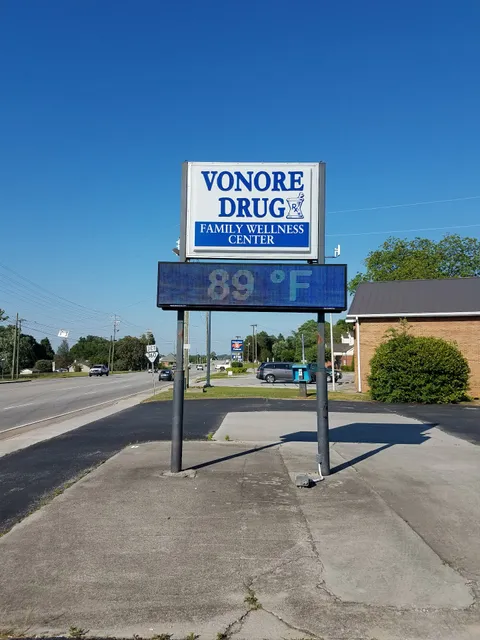 VONORE
DRUG
FAMILY WELLNESS
CENTER
89 °F